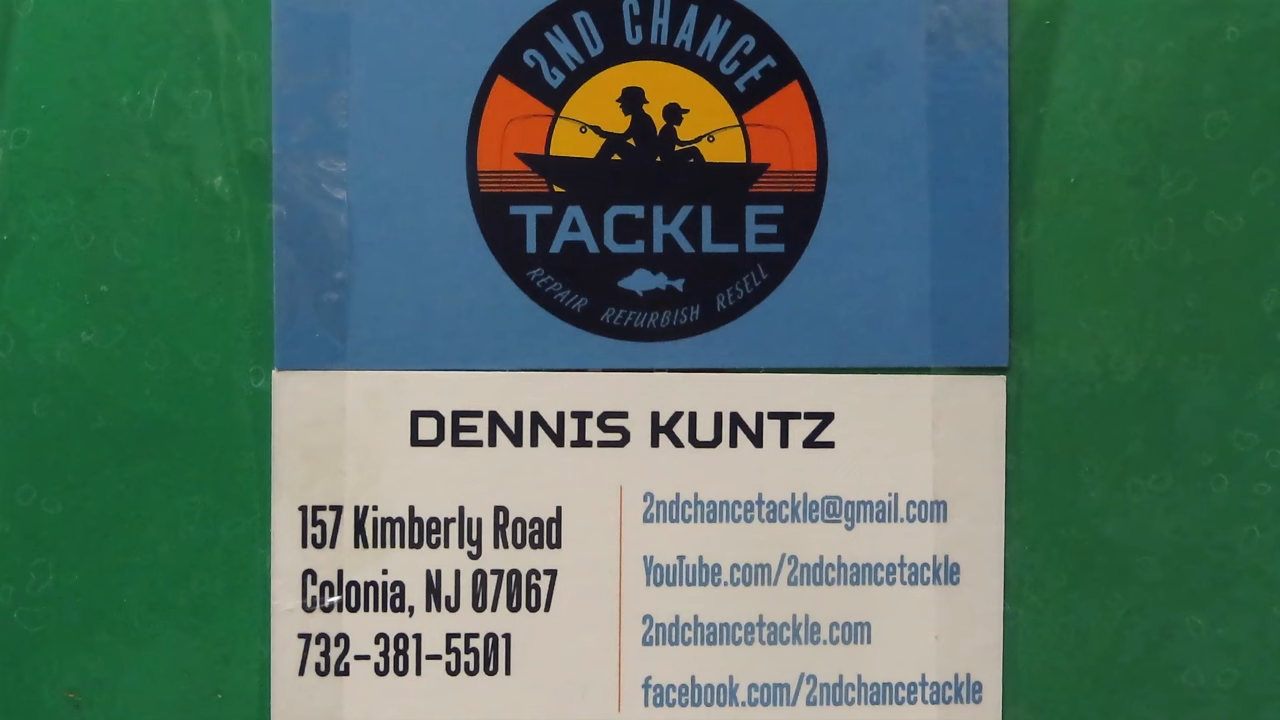 2ND CHANCE
TACKLE
REPAIR REFURBISH RESELL
DENNIS KUNTZ
157 Kimberly Road
Colonia, NJ 07067
732-381-5501
2ndchancetackle@gmail.com
YouTube.com/2ndchancetackle
2ndchancetackle.com
facebook.com/2ndchancetackle